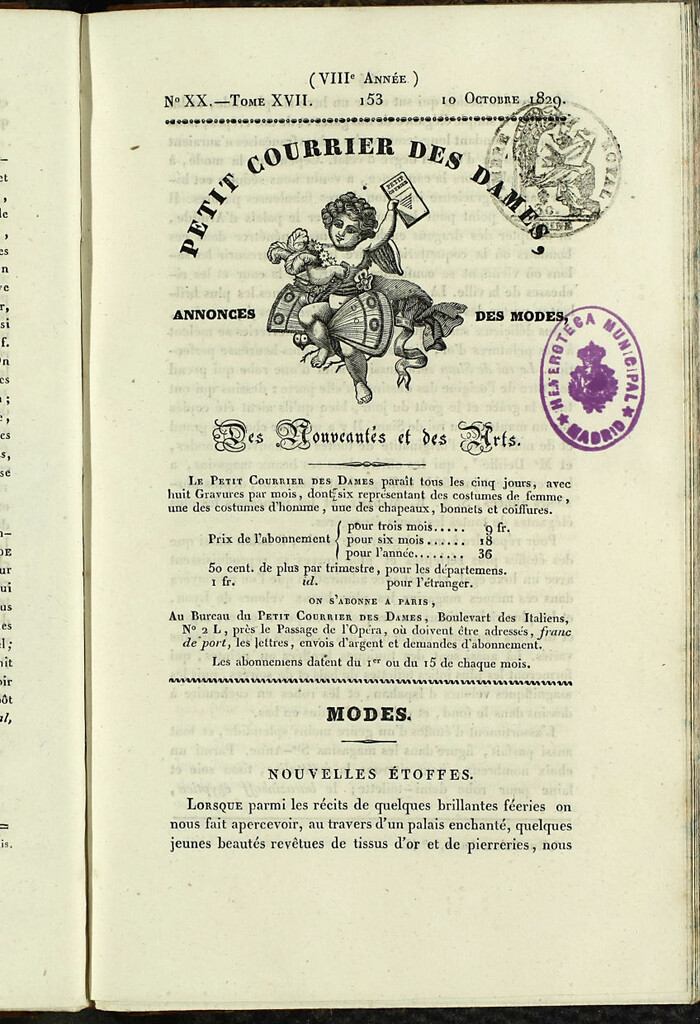 (VIIIᵉ Année )
Nº XX.—Tome XVII. 153 10 Octobre 1829.
PETIT COURRIER DES DAMES,
PETIT COURRIER
ANNONCES DES MODES,
HEMEROTECA MUNICIPAL
MADRID
Des Nouveautés et des Arts.
Le Petit Courrier des Dames paraît tous les cinq jours, avec
huit Gravures par mois, dont six représentant des costumes de femme,
une des costumes d'homme, une des chapeaux, bonnets et coiffures.
Prix de l'abonnement { pour trois mois..... 9 fr.
pour six mois...... 18
pour l'année........ 36
50 cent. de plus par trimestre, pour les départemens.
1 fr. id. pour l'étranger.
ON S'ABONNE A PARIS,
Au Bureau du Petit Courrier des Dames, Boulevart des Italiens,
Nº 2 L, près le Passage de l'Opéra, où doivent être adressés, franc
de port, les lettres, envois d'argent et demandes d'abonnement.
Les abonnemens datent du 1er ou du 15 de chaque mois.
MODES.
NOUVELLES ÉTOFFES.
Lorsque parmi les récits de quelques brillantes féeries on
nous fait apercevoir, au travers d'un palais enchanté, quelques
jeunes beautés revêtues de tissus d'or et de pierreries, nous